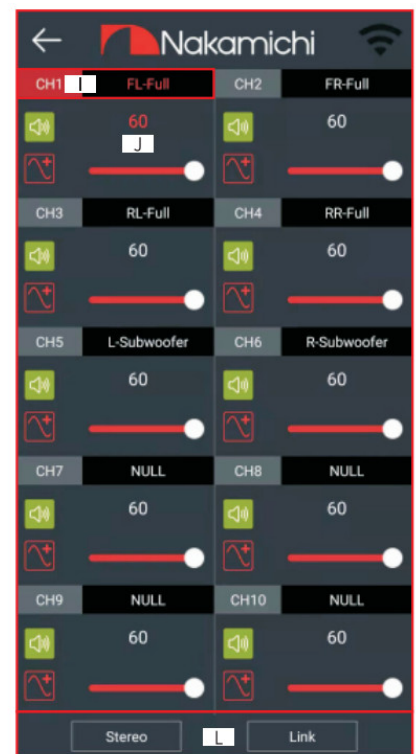 Nakamichi
CH1 I FL-Full CH2 FR-Full
60 60
J
CH3 RL-Full CH4 RR-Full
60 60
CH5 L-Subwoofer CH6 R-Subwoofer
60 60
CH7 NULL CH8 NULL
60 60
CH9 NULL CH10 NULL
60 60
Stereo L Link